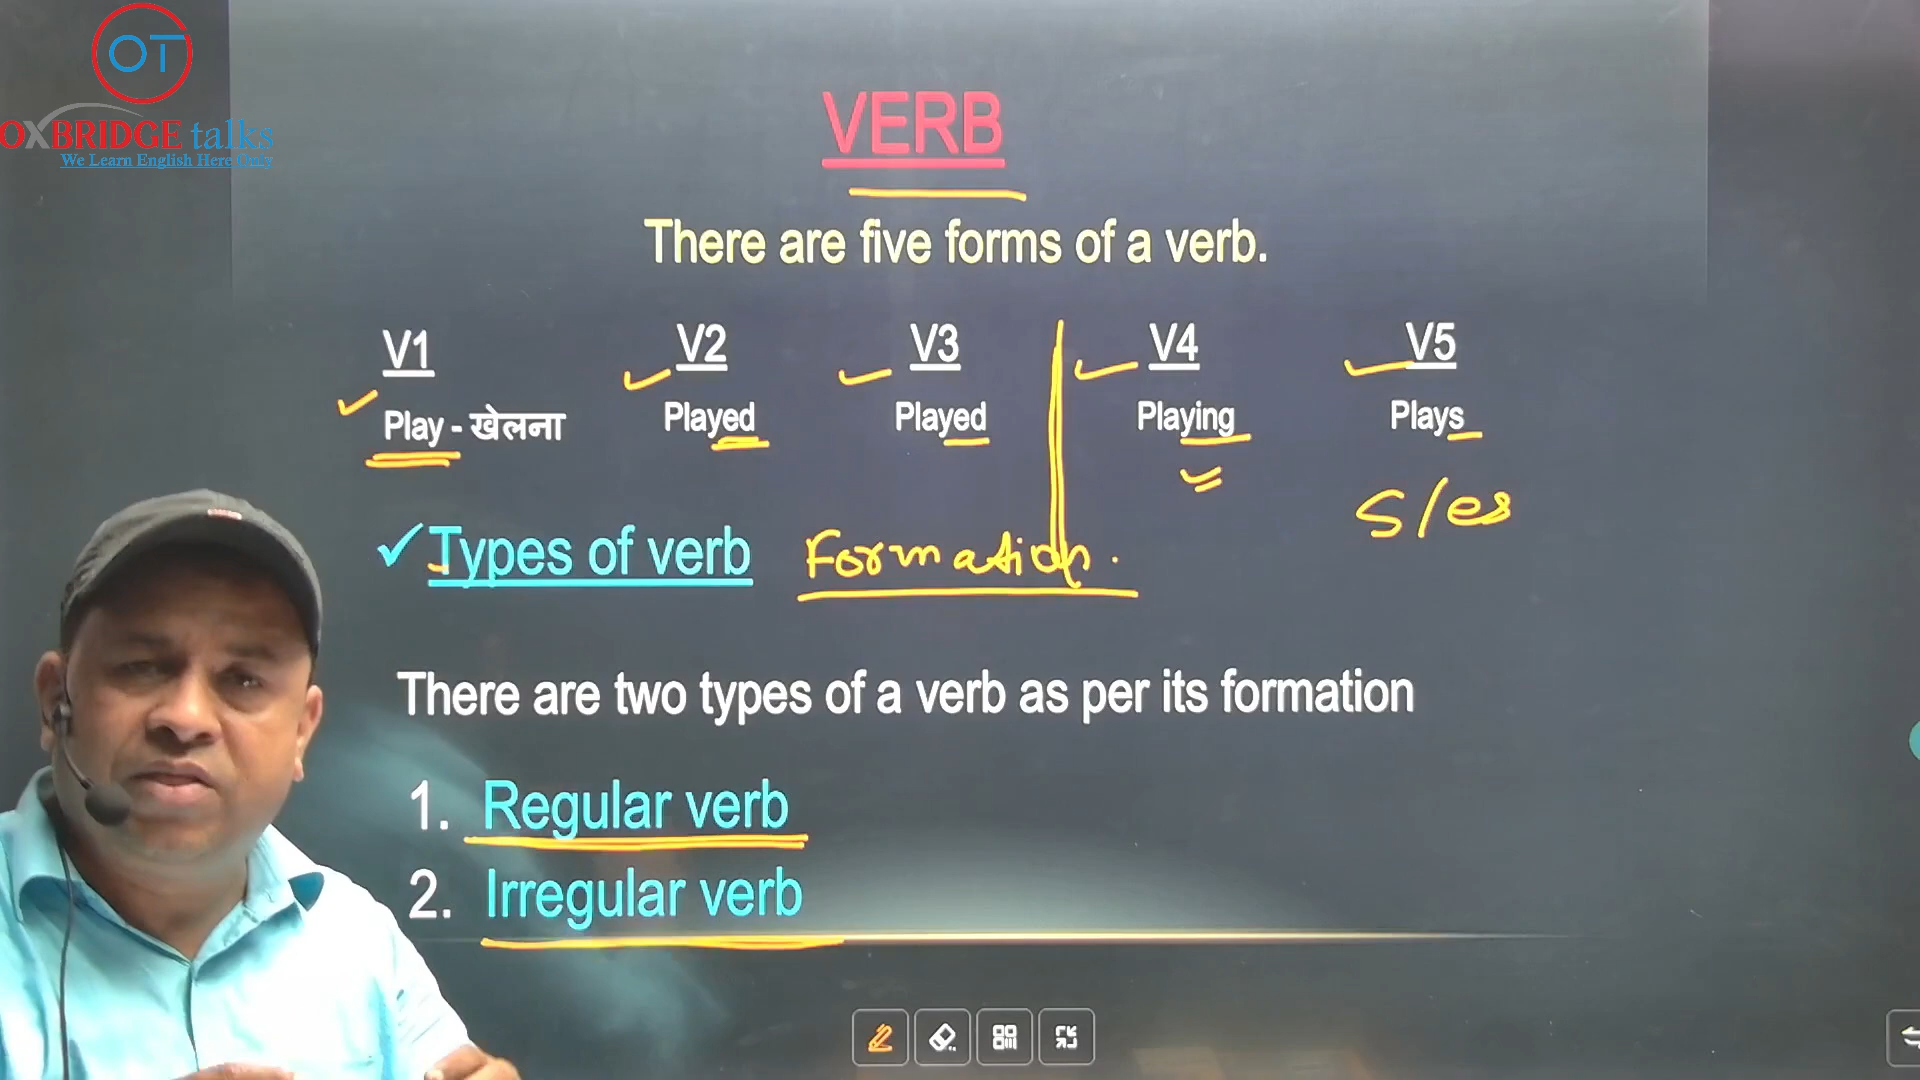 OT
OXBRIDGE talks
We Learn English Here Only
VERB
There are five forms of a verb.
V1 V2 V3 V4 V5
Play - खेलना Played Played Playing Plays
S/es
Types of verb Formation.
There are two types of a verb as per its formation
1. Regular verb
2. Irregular verb